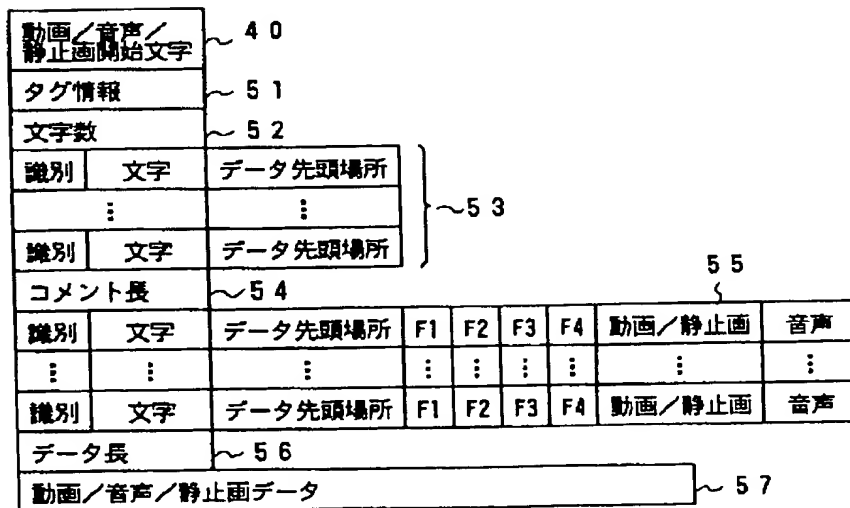 動画／音声／
静止画開始文字 40
タグ情報 51
文字数 52
識別 文字 データ先頭場所
⋮ ⋮ 53
識別 文字 データ先頭場所
55
コメント長 54
識別 文字 データ先頭場所 F1 F2 F3 F4 動画／静止画 音声
⋮ ⋮ ⋮ ⋮ ⋮ ⋮ ⋮ ⋮ ⋮
識別 文字 データ先頭場所 F1 F2 F3 F4 動画／静止画 音声
データ長 56
動画／音声／静止画データ 57